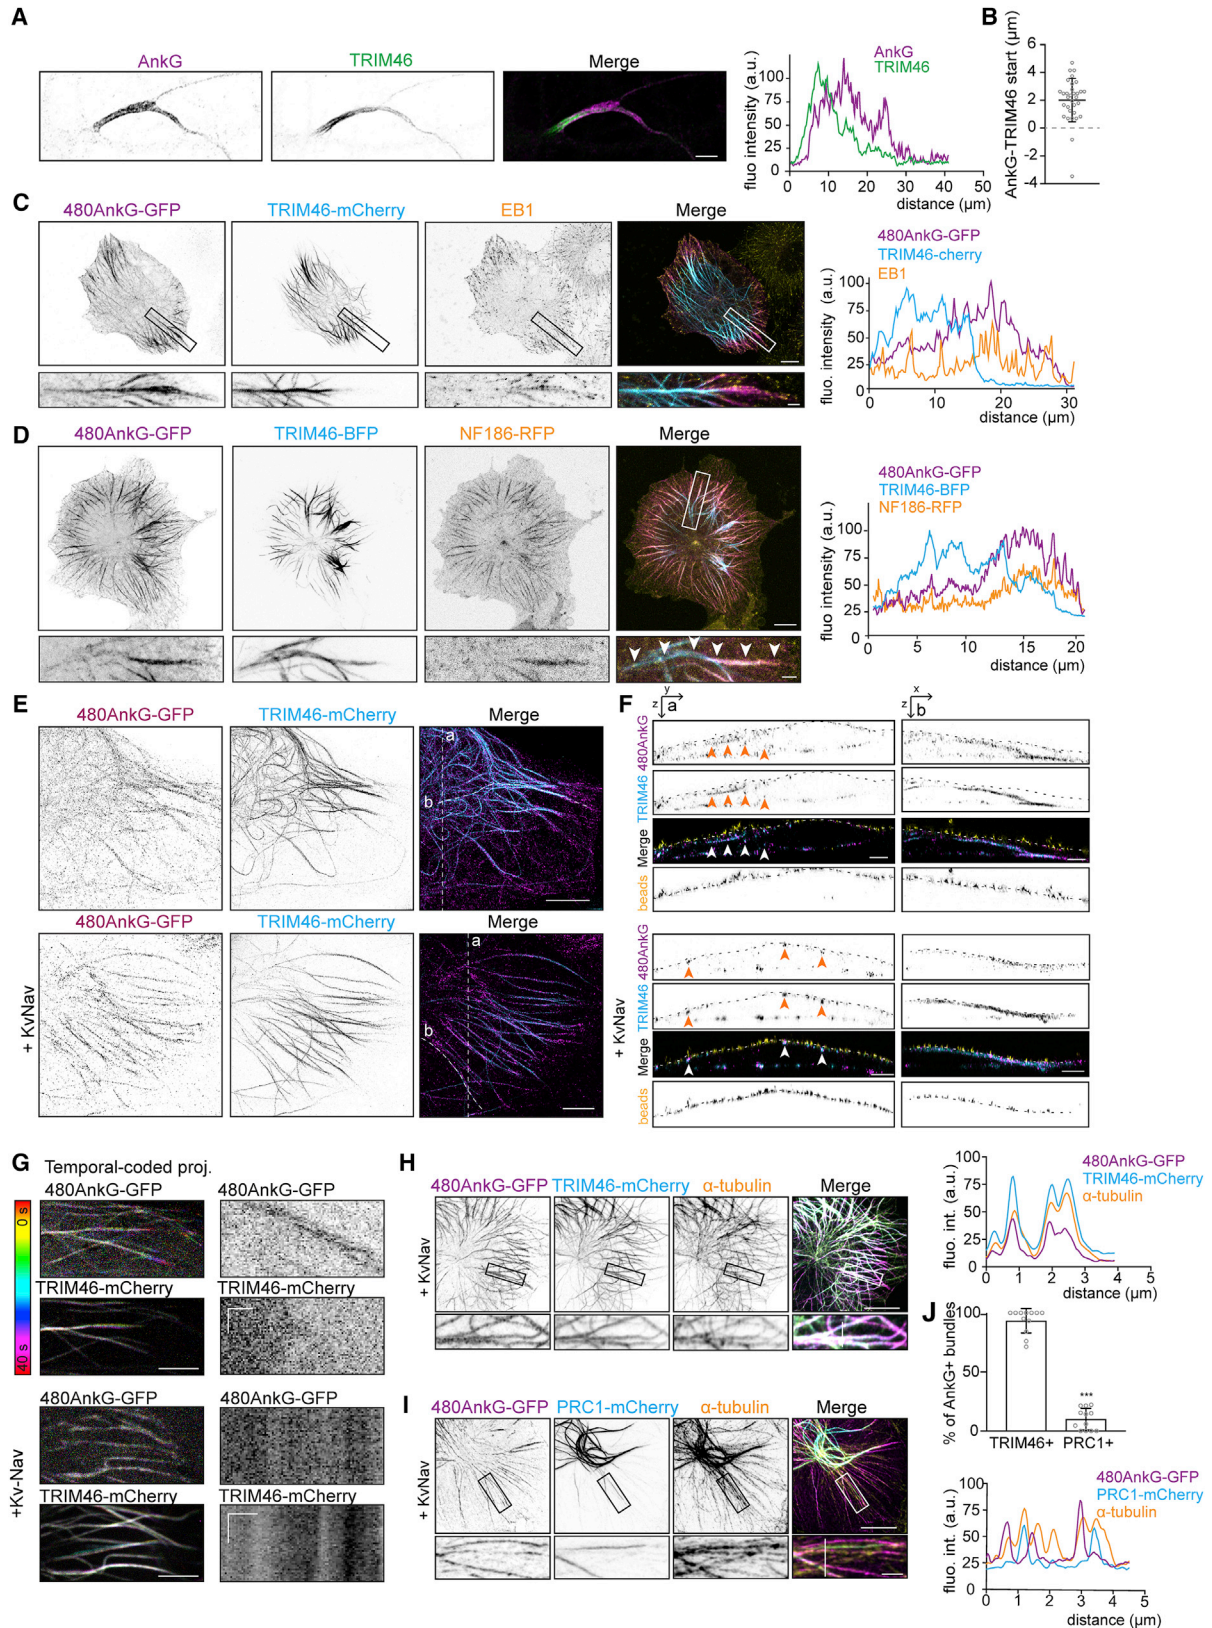 A
AnkG
TRIM46
Merge
fluo intensity (a.u.)
AnkG
TRIM46
100
75
50
25
0
0
10
20
30
40
50
distance (µm)
B
AnkG-TRIM46 start (µm)
6
4
2
0
-2
-4
C
480AnkG-GFP
TRIM46-mCherry
EB1
Merge
480AnkG-GFP
TRIM46-cherry
EB1
fluo. intensity (a.u.)
100
75
50
25
0
0
10
20
30
distance (µm)
D
480AnkG-GFP
TRIM46-BFP
NF186-RFP
Merge
480AnkG-GFP
TRIM46-BFP
NF186-RFP
fluo intensity (a.u.)
100
75
50
25
0
0
5
10
15
20
distance (µm)
E
480AnkG-GFP
TRIM46-mCherry
Merge
a
b
+ KvNav
480AnkG-GFP
TRIM46-mCherry
Merge
a
b
F
y
z
a
x
z
b
480AnkG
TRIM46
Merge
beads
+ KvNav
480AnkG
TRIM46
Merge
beads
G
Temporal-coded proj.
480AnkG-GFP
480AnkG-GFP
0 s
40 s
TRIM46-mCherry
TRIM46-mCherry
+Kv-Nav
480AnkG-GFP
480AnkG-GFP
TRIM46-mCherry
TRIM46-mCherry
H
480AnkG-GFP
TRIM46-mCherry
α-tubulin
Merge
+ KvNav
480AnkG-GFP
TRIM46-mCherry
α-tubulin
fluo. int. (a.u.)
100
75
50
25
0
0
1
2
3
4
5
distance (µm)
I
480AnkG-GFP
PRC1-mCherry
α-tubulin
Merge
+ KvNav
J
% of AnkG+ bundles
100
50
0
***
TRIM46+
PRC1+
480AnkG-GFP
PRC1-mCherry
α-tubulin
fluo. int. (a.u.)
100
75
50
25
0
0
1
2
3
4
5
distance (µm)